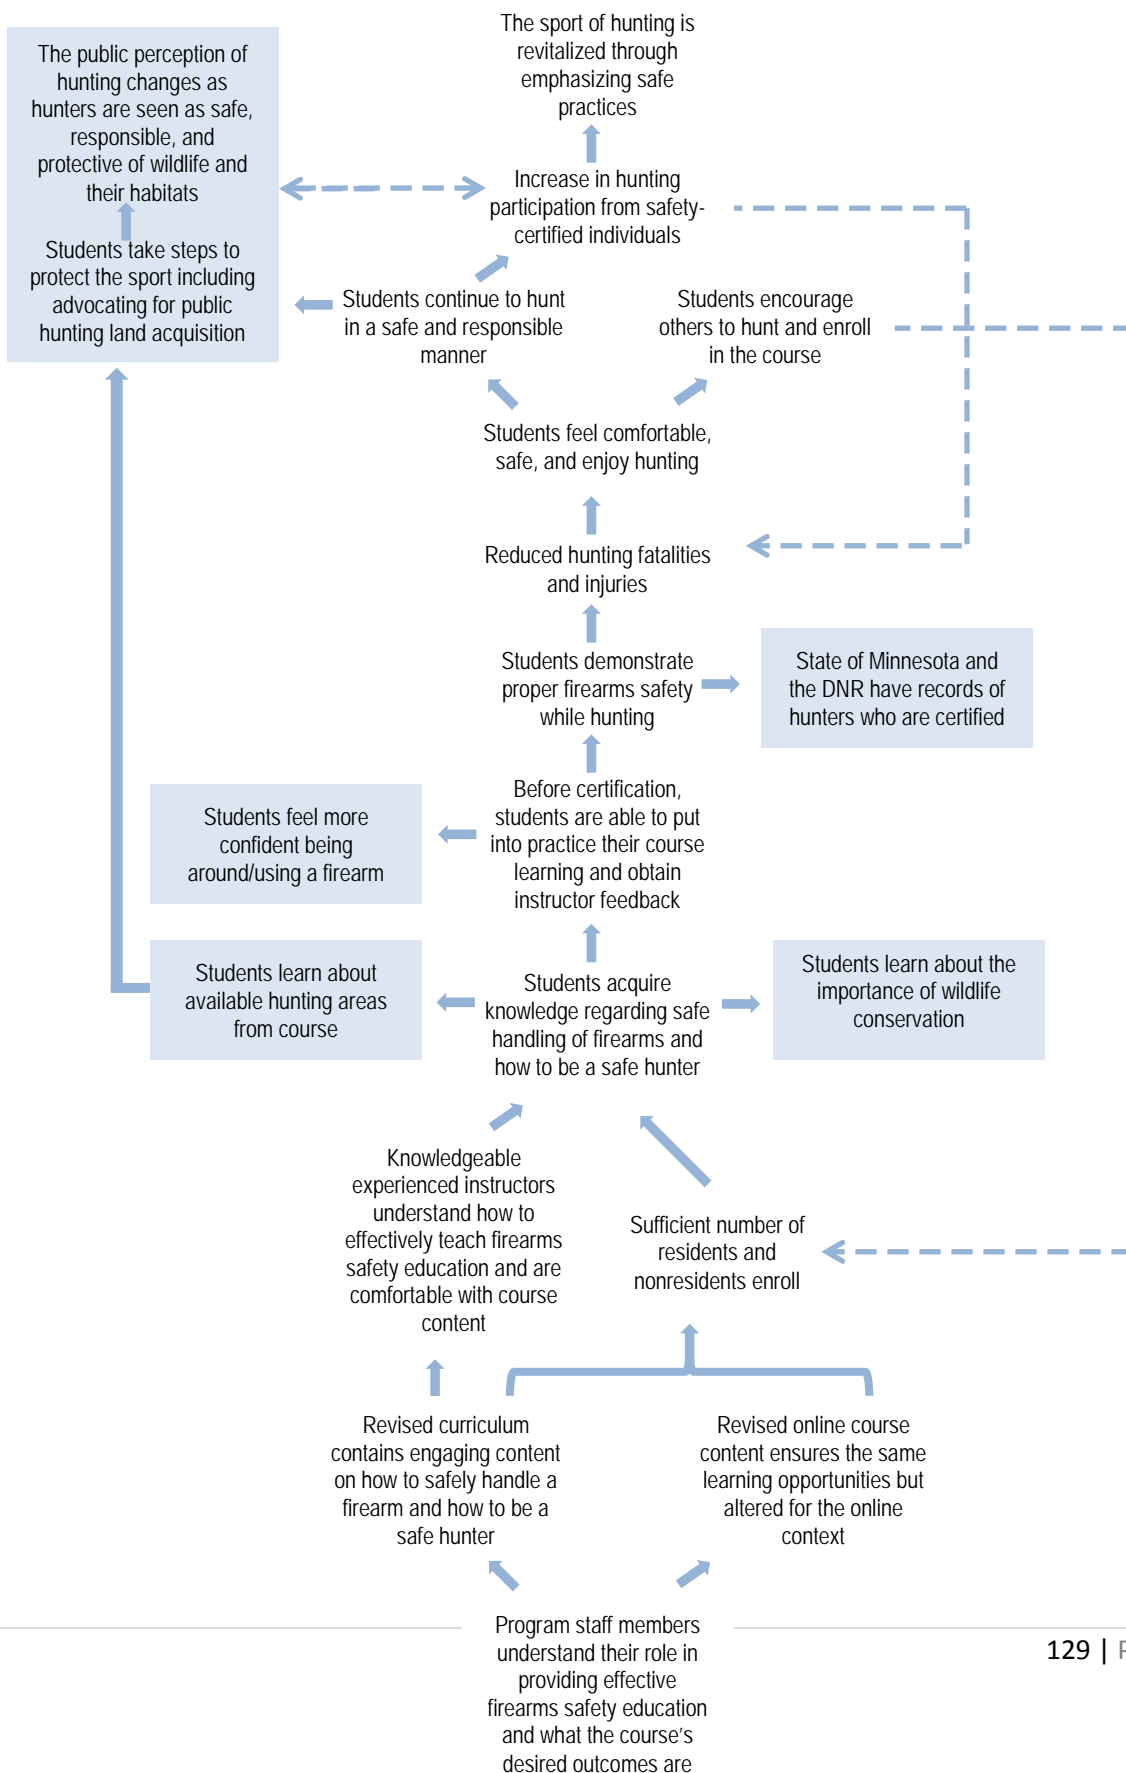 The sport of hunting is
revitalized through
emphasizing safe
practices
The public perception of
hunting changes as
hunters are seen as safe,
responsible, and
protective of wildlife and
their habitats
Increase in hunting
participation from safety-
certified individuals
Students take steps to
protect the sport including
advocating for public
hunting land acquisition
Students continue to hunt
in a safe and responsible
manner
Students encourage
others to hunt and enroll
in the course
Students feel comfortable,
safe, and enjoy hunting
Reduced hunting fatalities
and injuries
Students demonstrate
proper firearms safety
while hunting
State of Minnesota and
the DNR have records of
hunters who are certified
Before certification,
students are able to put
into practice their course
learning and obtain
instructor feedback
Students feel more
confident being
around/using a firearm
Students learn about
available hunting areas
from course
Students acquire
knowledge regarding safe
handling of firearms and
how to be a safe hunter
Students learn about the
importance of wildlife
conservation
Knowledgeable
experienced instructors
understand how to
effectively teach firearms
safety education and are
comfortable with course
content
Sufficient number of
residents and
nonresidents enroll
Revised curriculum
contains engaging content
on how to safely handle a
firearm and how to be a
safe hunter
Revised online course
content ensures the same
learning opportunities but
altered for the online
context
Program staff members
understand their role in
providing effective
firearms safety education
and what the course's
desired outcomes are
129 |